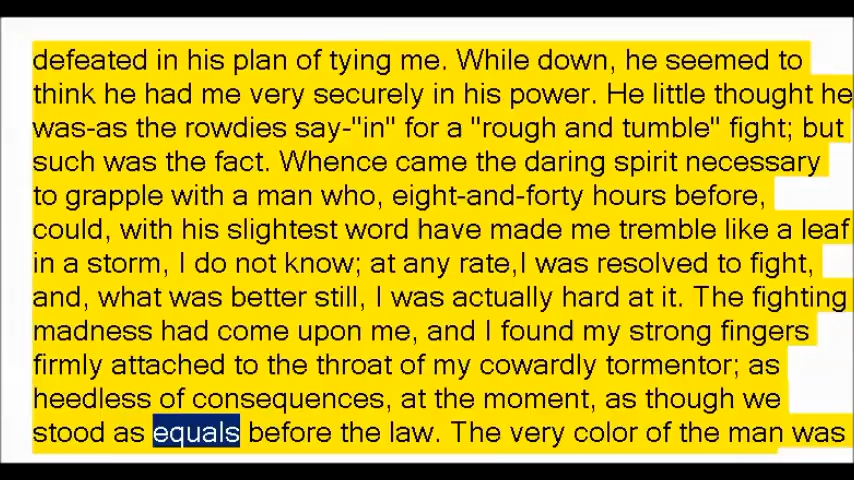 defeated in his plan of tying me. While down, he seemed to
think he had me very securely in his power. He little thought he
was-as the rowdies say-"in" for a "rough and tumble" fight; but
such was the fact. Whence came the daring spirit necessary
to grapple with a man who, eight-and-forty hours before,
could, with his slightest word have made me tremble like a leaf
in a storm, I do not know; at any rate,I was resolved to fight,
and, what was better still, I was actually hard at it. The fighting
madness had come upon me, and I found my strong fingers
firmly attached to the throat of my cowardly tormentor; as
heedless of consequences, at the moment, as though we
stood as equals before the law. The very color of the man was